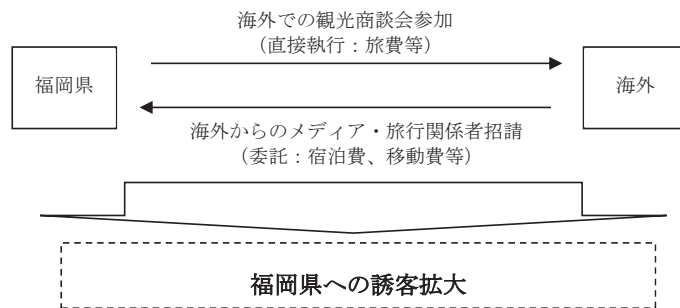 海外での観光商談会参加
(直接執行:旅費等)
福岡県
海外
海外からのメディア・旅行関係者招請
(委託:宿泊費、移動費等)
福岡県への誘客拡大